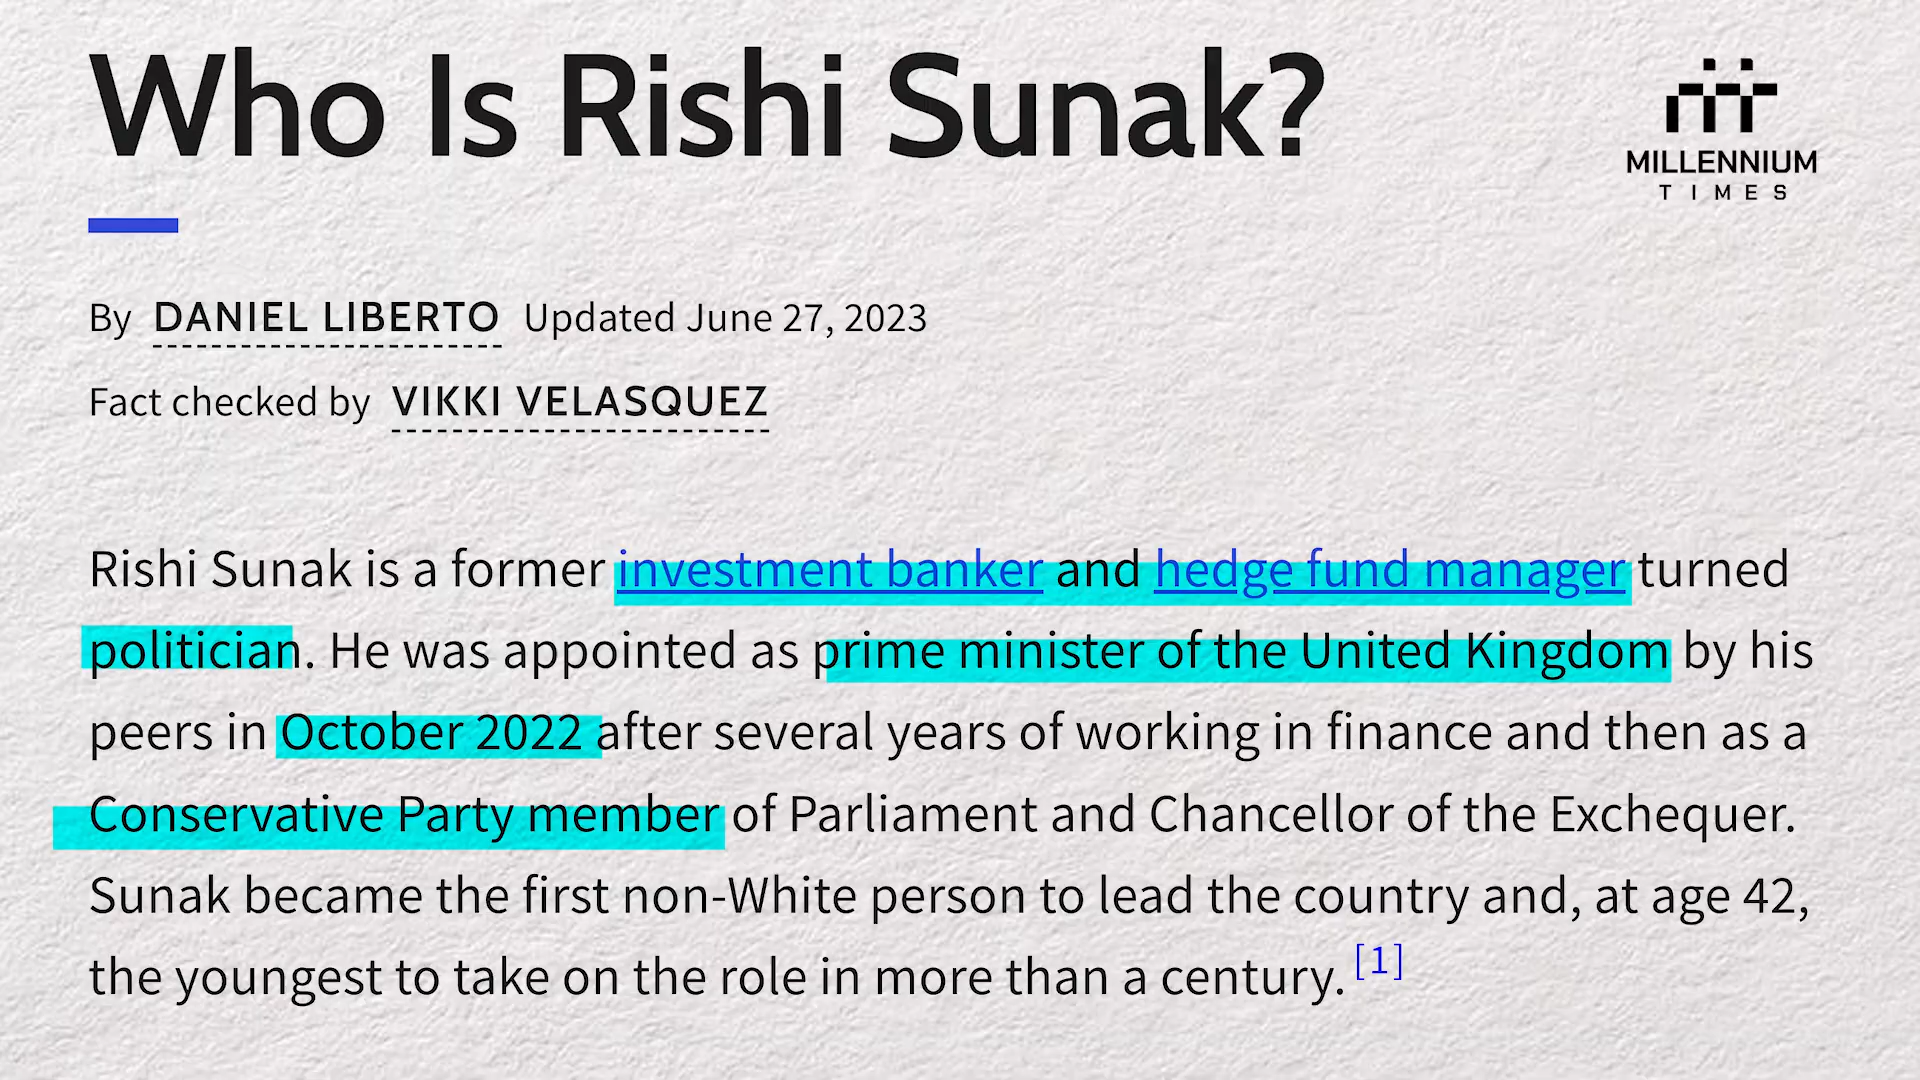 Who Is Rishi Sunak?
MILLENNIUM
TIMES
By DANIEL LIBERTO Updated June 27, 2023
Fact checked by VIKKI VELASQUEZ
Rishi Sunak is a former investment banker and hedge fund manager turned
politician. He was appointed as prime minister of the United Kingdom by his
peers in October 2022 after several years of working in finance and then as a
Conservative Party member of Parliament and Chancellor of the Exchequer.
Sunak became the first non-White person to lead the country and, at age 42,
the youngest to take on the role in more than a century. [1]